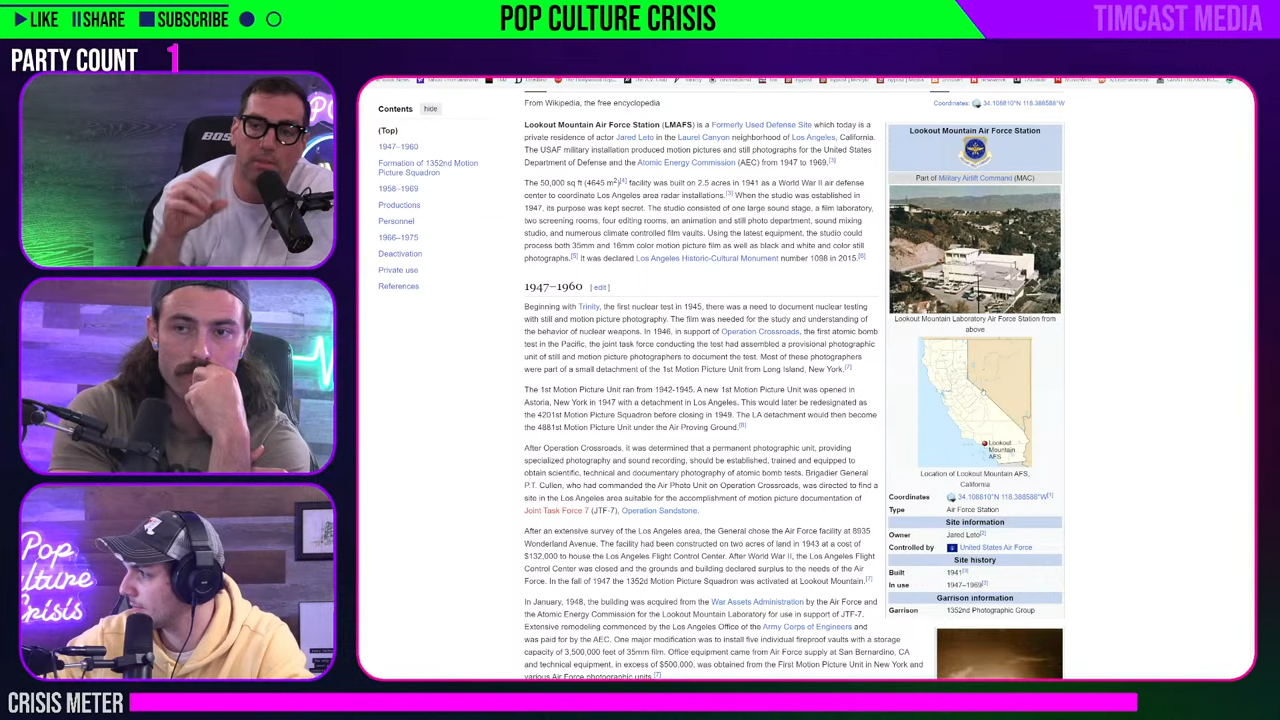 LIKE SHARE SUBSCRIBE
POP CULTURE CRISIS
TIMCAST MEDIA
PARTY COUNT 1
BOSE
Pop
Culture
Crisis
Contents hide
(Top)
1947–1960
Formation of 1352nd Motion
Picture Squadron
1958–1969
Productions
Personnel
1966–1975
Deactivation
Private use
References
From Wikipedia, the free encyclopedia
Coordinates: 34.108810°N 118.388588°W
Lookout Mountain Air Force Station (LMAFS) is a Formerly Used Defense Site which today is a
private residence of actor Jared Leto in the Laurel Canyon neighborhood of Los Angeles, California.
The USAF military installation produced motion pictures and still photographs for the United States
Department of Defense and the Atomic Energy Commission (AEC) from 1947 to 1969.[3]
The 50,000 sq ft (4645 m2)[4] facility was built on 2.5 acres in 1941 as a World War II air defense
center to coordinate Los Angeles area radar installations.[3] When the studio was established in
1947, its purpose was kept secret. The studio consisted of one large sound stage, a film laboratory,
two screening rooms, four editing rooms, an animation and still photo department, sound mixing
studio, and numerous climate controlled film vaults. Using the latest equipment, the studio could
process both 35mm and 16mm color motion picture film as well as black and white and color still
photographs.[5] It was declared Los Angeles Historic-Cultural Monument number 1098 in 2015.[6]
1947–1960 [ edit ]
Beginning with Trinity, the first nuclear test in 1945, there was a need to document nuclear testing
with still and motion picture photography. The film was needed for the study and understanding of
the behavior of nuclear weapons. In 1946, in support of Operation Crossroads, the first atomic bomb
test in the Pacific, the joint task force conducting the test had assembled a provisional photographic
unit of still and motion picture photographers to document the test. Most of these photographers
were part of a small detachment of the 1st Motion Picture Unit from Long Island, New York.[7]
The 1st Motion Picture Unit ran from 1942-1945. A new 1st Motion Picture Unit was opened in
Astoria, New York in 1947 with a detachment in Los Angeles. This would later be redesignated as
the 4201st Motion Picture Squadron before closing in 1949. The LA detachment would then become
the 4881st Motion Picture Unit under the Air Proving Ground.[8]
After Operation Crossroads, it was determined that a permanent photographic unit, providing
specialized photography and sound recording, should be established, trained and equipped to
obtain scientific, technical and documentary photography of atomic bomb tests. Brigadier General
P.T. Cullen, who had commanded the Air Photo Unit on Operation Crossroads, was directed to find a
site in the Los Angeles area suitable for the accomplishment of motion picture documentation of
Joint Task Force 7 (JTF-7), Operation Sandstone.
After an extensive survey of the Los Angeles area, the General chose the Air Force facility at 8935
Wonderland Avenue. The facility had been constructed on two acres of land in 1943 at a cost of
$132,000 to house the Los Angeles Flight Control Center. After World War II, the Los Angeles Flight
Control Center was closed and the grounds and building declared surplus to the needs of the Air
Force. In the fall of 1947 the 1352d Motion Picture Squadron was activated at Lookout Mountain.[7]
In January, 1948, the building was acquired from the War Assets Administration by the Air Force and
the Atomic Energy Commission for the Lookout Mountain Laboratory for use in support of JTF-7.
Extensive remodeling commenced by the Los Angeles Office of the Army Corps of Engineers and
was paid for by the AEC. One major modification was to install five individual fireproof vaults with a storage
capacity of 3,500,000 feet of 35mm film. Office equipment came from Air Force supply at San Bernardino, CA
and technical equipment, in excess of $500,000, was obtained from the First Motion Picture Unit in New York and
various Air Force photographic units.[7]
Lookout Mountain Air Force Station
Part of Military Airlift Command (MAC)
Lookout Mountain Laboratory Air Force Station from
above
Lookout
Mountain
AFS
Location of Lookout Mountain AFS,
California
Coordinates 34.108810°N 118.388588°W[1]
Type Air Force Station
Site information
Owner Jared Leto[2]
Controlled by United States Air Force
Site history
Built 1941[3]
In use 1947–1969[3]
Garrison information
Garrison 1352nd Photographic Group
CRISIS METER